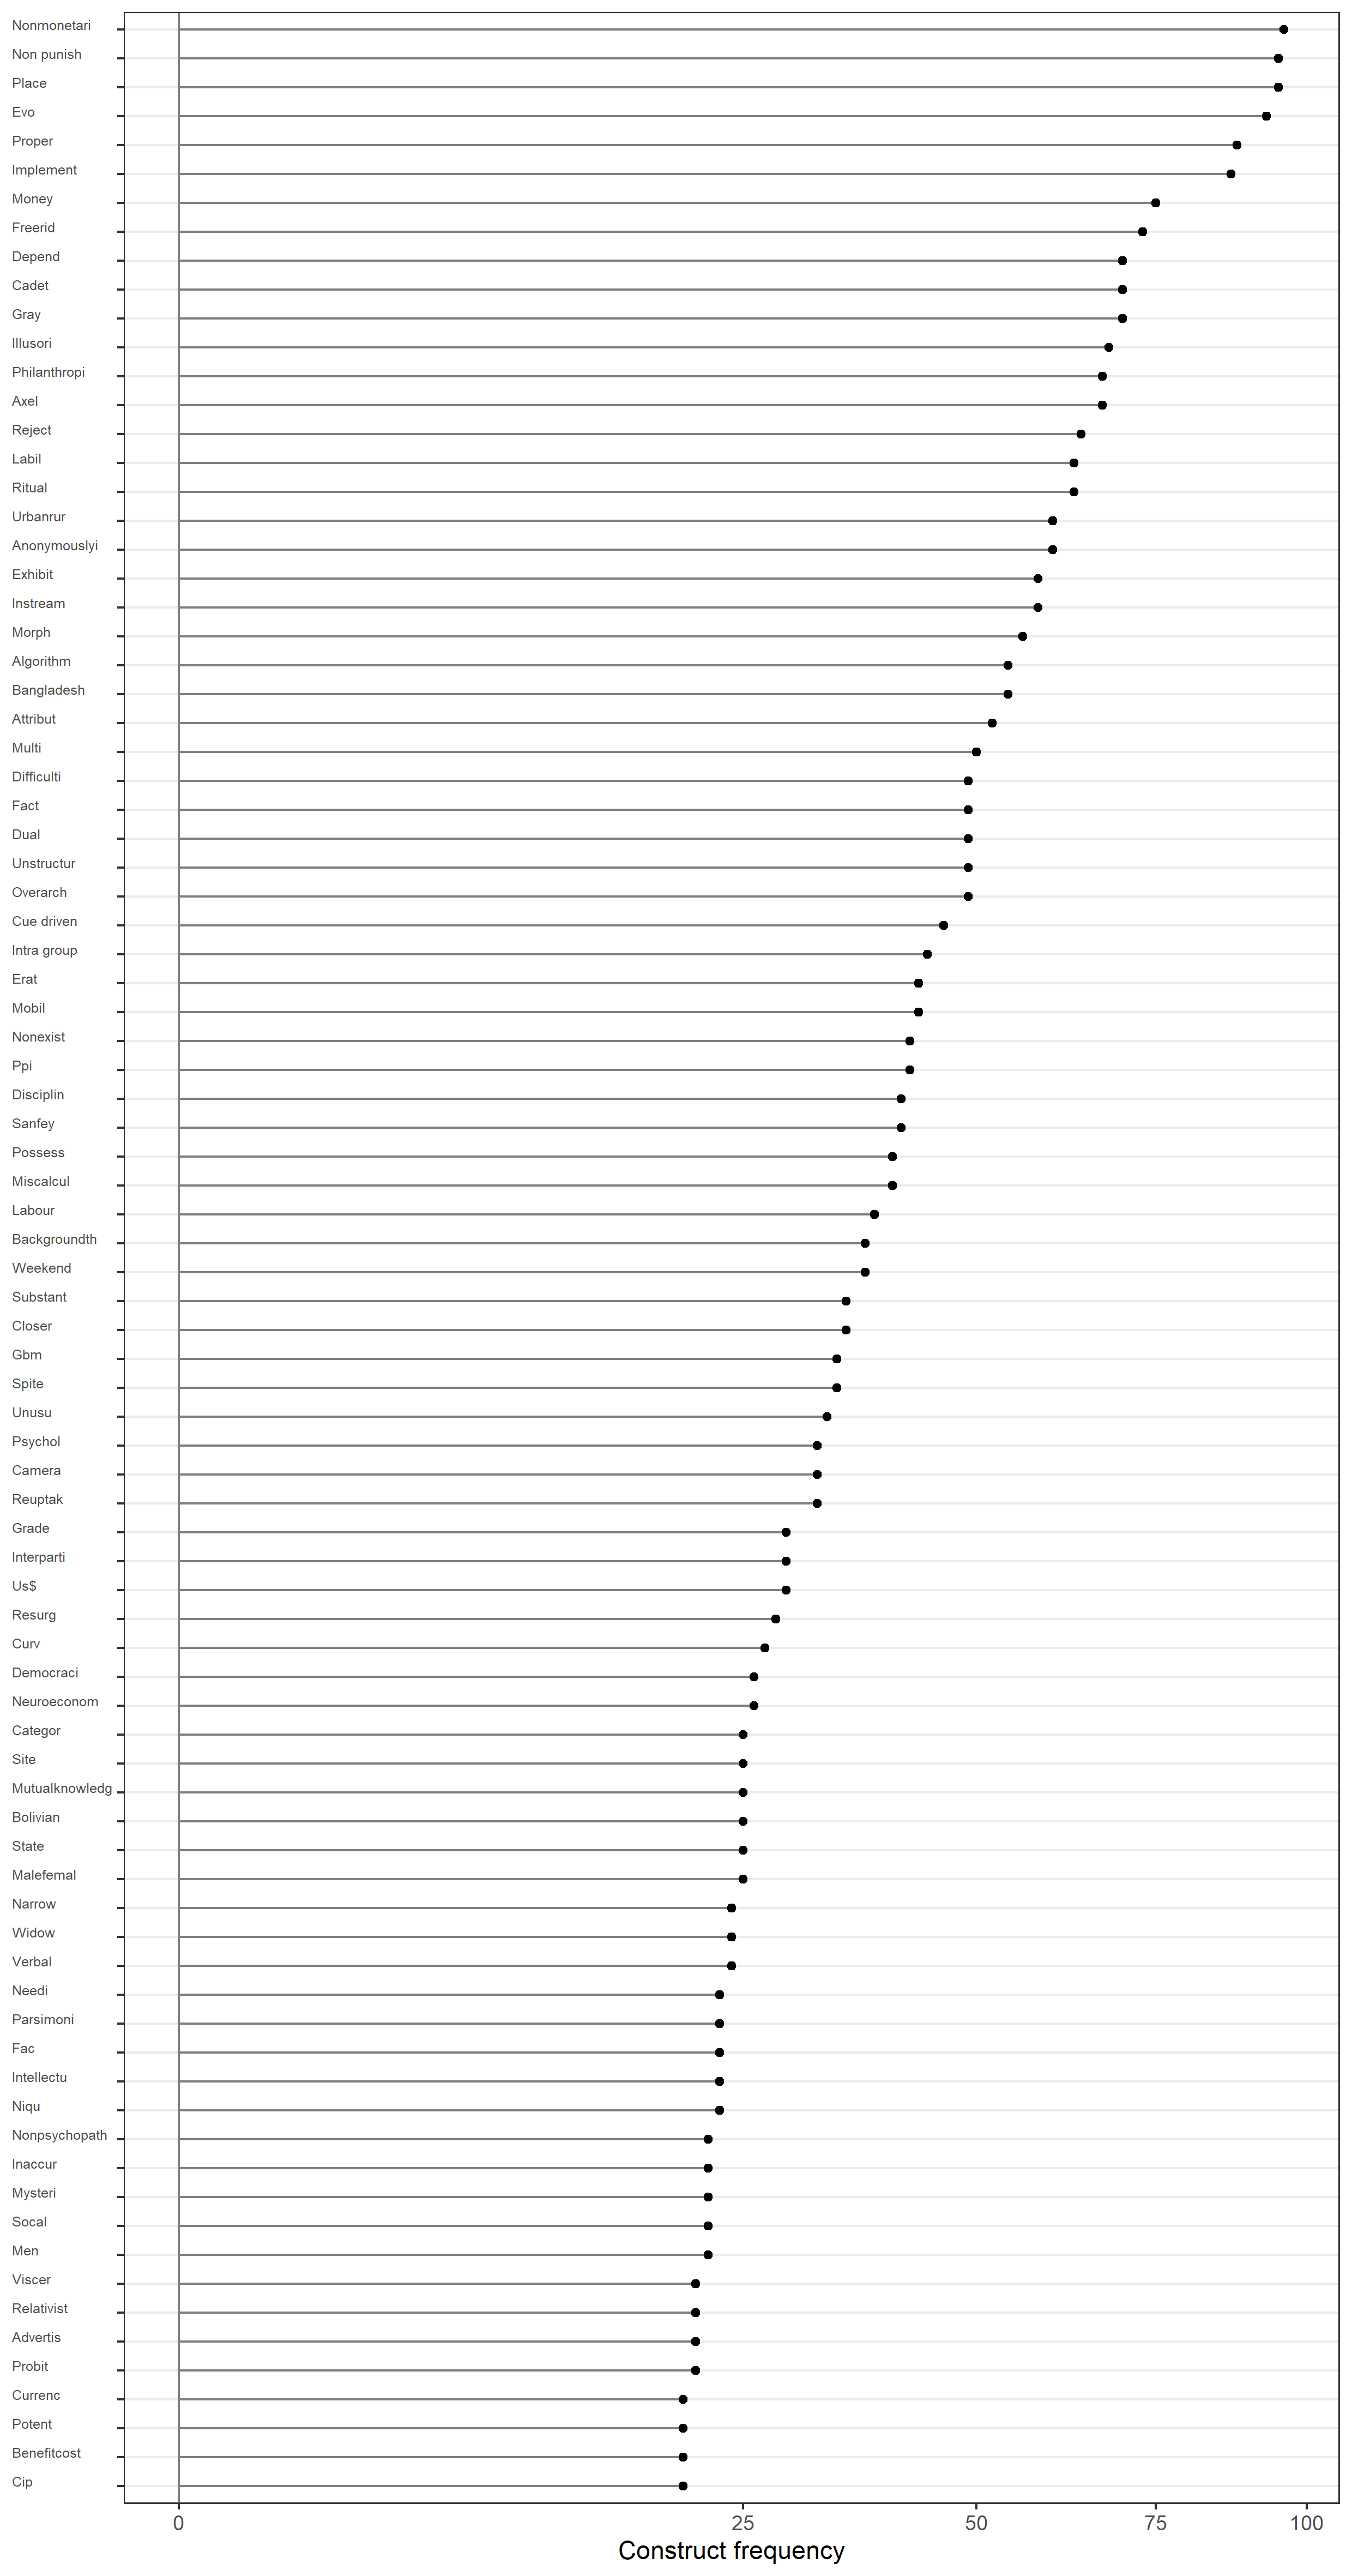 Nonmonetari
Non punish
Place
Evo
Proper
Implement
Money
Freerid
Depend
Cadet
Gray
Illusori
Philanthropi
Axel
Reject
Labil
Ritual
Urbanrur
Anonymouslyi
Exhibit
Instream
Morph
Algorithm
Bangladesh
Attribut
Multi
Difficulti
Fact
Dual
Unstructur
Overarch
Cue driven
Intra group
Erat
Mobil
Nonexist
Ppi
Disciplin
Sanfey
Possess
Miscalcul
Labour
Backgroundth
Weekend
Substant
Closer
Gbm
Spite
Unusu
Psychol
Camera
Reuptak
Grade
Interparti
Us$
Resurg
Curv
Democraci
Neuroeconom
Categor
Site
Mutualknowledg
Bolivian
State
Malefemal
Narrow
Widow
Verbal
Needi
Parsimoni
Fac
Intellectu
Niqu
Nonpsychopath
Inaccur
Mysteri
Socal
Men
Viscer
Relativist
Advertis
Probit
Currenc
Potent
Benefitcost
Cip
0 25 50 75 100
Construct frequency